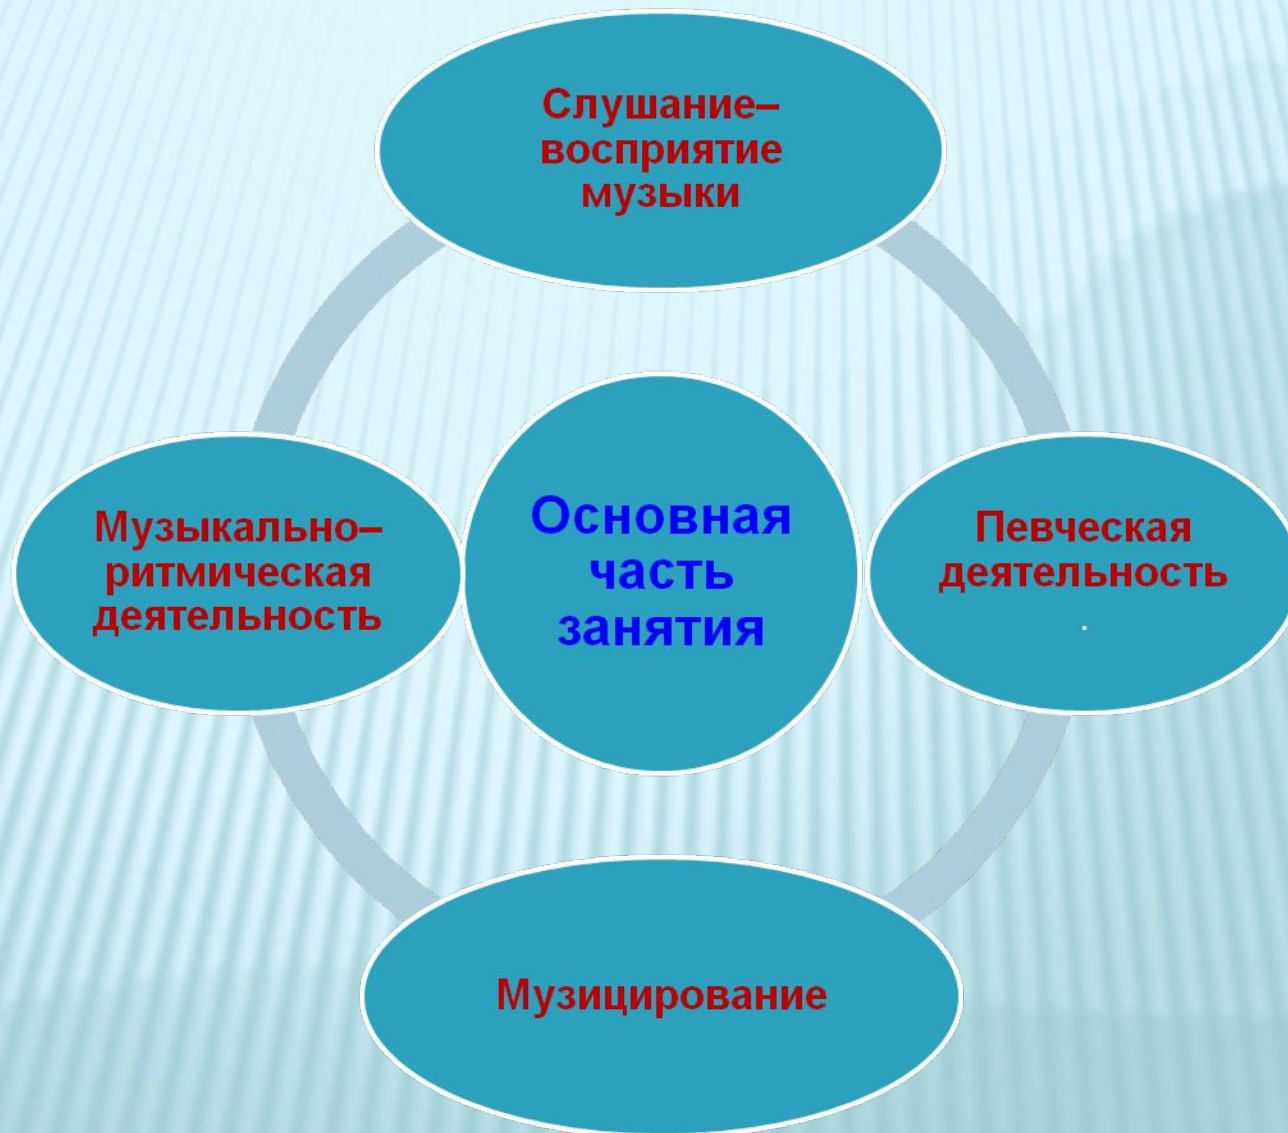 Слушание–
восприятие
музыки
Музыкально–
ритмическая
деятельность
Основная
часть
занятия
Певческая
деятельность
.
Музицирование